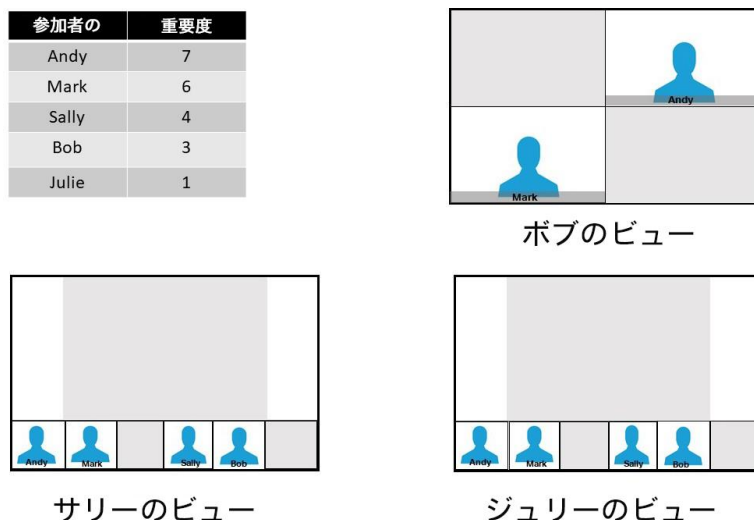 参加者の 重要度
Andy 7
Mark 6
Sally 4
Bob 3
Julie 1
Andy
Mark
ボブのビュー
Andy Mark Sally Bob
サリーのビュー
Andy Mark Sally Bob
ジュリーのビュー